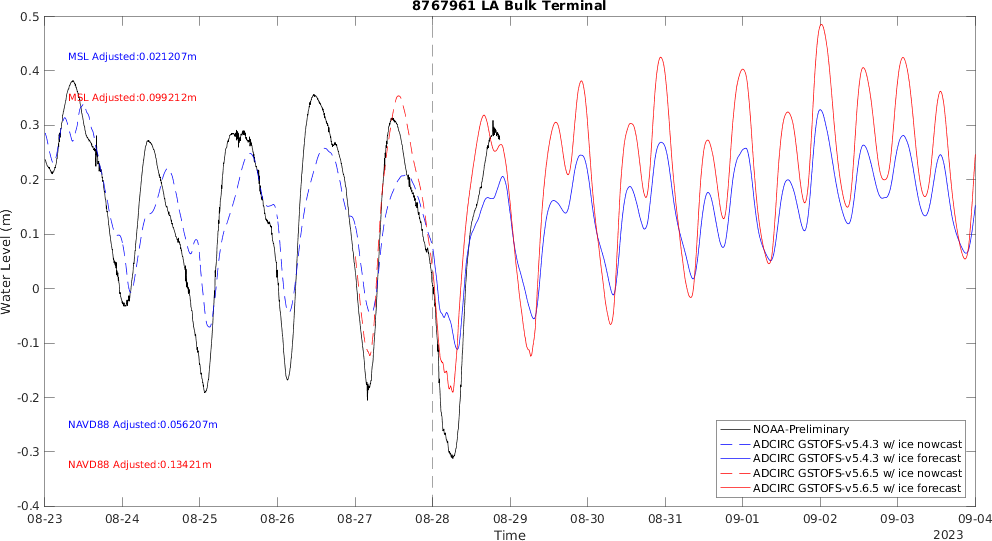 8767961 LA Bulk Terminal
0.5
0.4
0.3
0.2
0.1
0
-0.1
-0.2
-0.3
-0.4
Water Level (m)
MSL Adjusted:0.021207m
MSL Adjusted:0.099212m
NAVD88 Adjusted:0.056207m
NAVD88 Adjusted:0.13421m
NOAA-Preliminary
ADCIRC GSTOFS-v5.4.3 w/ ice nowcast
ADCIRC GSTOFS-v5.4.3 w/ ice forecast
ADCIRC GSTOFS-v5.6.5 w/ ice nowcast
ADCIRC GSTOFS-v5.6.5 w/ ice forecast
08-23 08-24 08-25 08-26 08-27 08-28 08-29 08-30 08-31 09-01 09-02 09-03 09-04
Time
2023